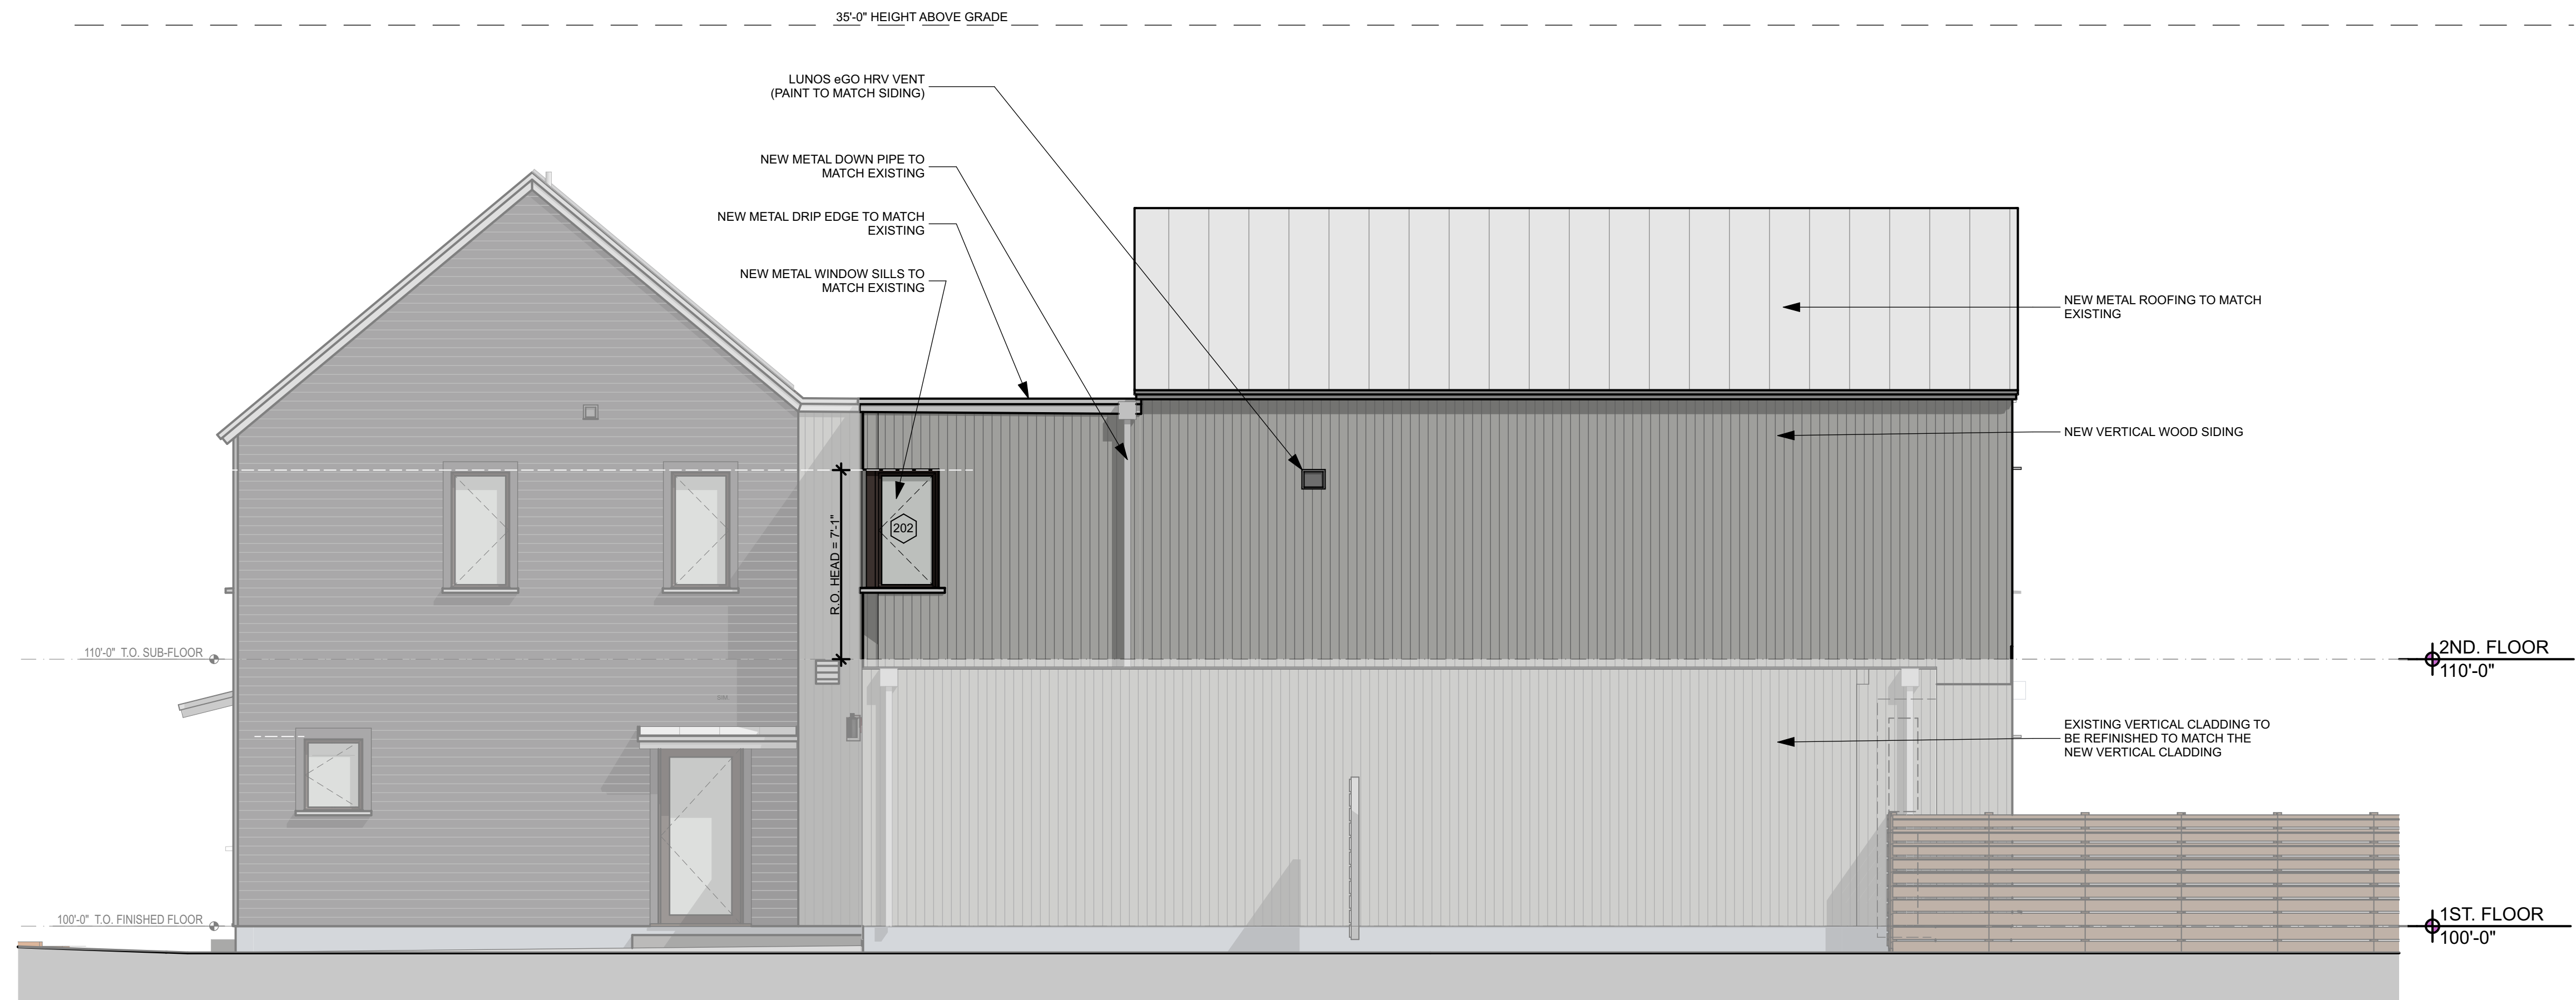 35'-0" HEIGHT ABOVE GRADE
LUNOS eGO HRV VENT
(PAINT TO MATCH SIDING)
NEW METAL DOWN PIPE TO
MATCH EXISTING
NEW METAL DRIP EDGE TO MATCH
EXISTING
NEW METAL WINDOW SILLS TO
MATCH EXISTING
NEW METAL ROOFING TO MATCH
EXISTING
NEW VERTICAL WOOD SIDING
R.O. HEAD = 7'-1"
202
110'-0" T.O. SUB-FLOOR
2ND. FLOOR
110'-0"
EXISTING VERTICAL CLADDING TO
BE REFINISHED TO MATCH THE
NEW VERTICAL CLADDING
100'-0" T.O. FINISHED FLOOR
1ST. FLOOR
100'-0"